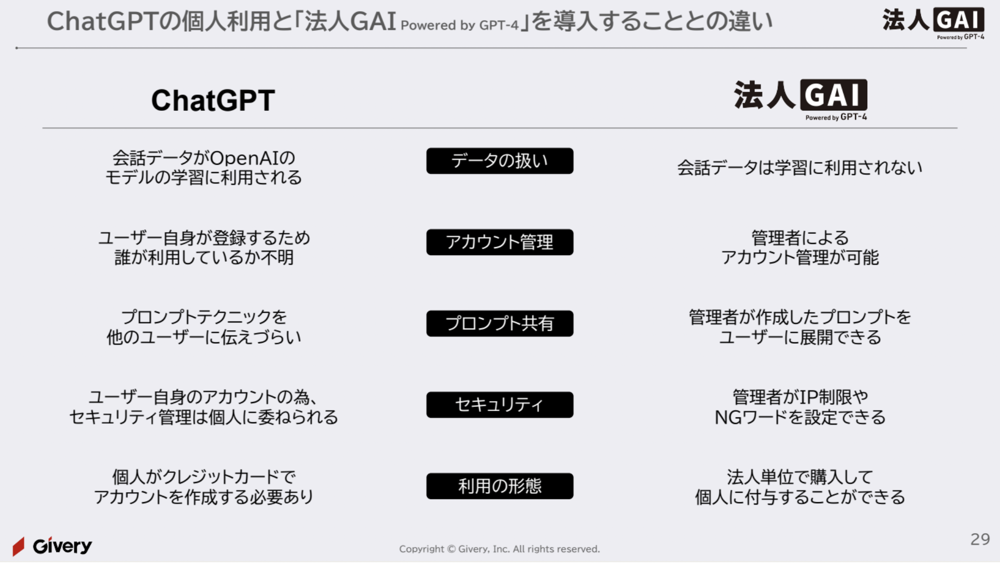 ChatGPTの個人利用と「法人GAI Powered by GPT-4」を導入することとの違い
法人GAI
Powered by GPT-4
ChatGPT
法人GAI
Powered by GPT-4
会話データがOpenAIの
モデルの学習に利用される
データの扱い
会話データは学習に利用されない
ユーザー自身が登録するため
誰が利用しているか不明
アカウント管理
管理者による
アカウント管理が可能
プロンプトテクニックを
他のユーザーに伝えづらい
プロンプト共有
管理者が作成したプロンプトを
ユーザーに展開できる
ユーザー自身のアカウントの為、
セキュリティ管理は個人に委ねられる
セキュリティ
管理者がIP制限や
NGワードを設定できる
個人がクレジットカードで
アカウントを作成する必要あり
利用の形態
法人単位で購入して
個人に付与することができる
Givery
Copyright © Givery, Inc. All rights reserved.
29